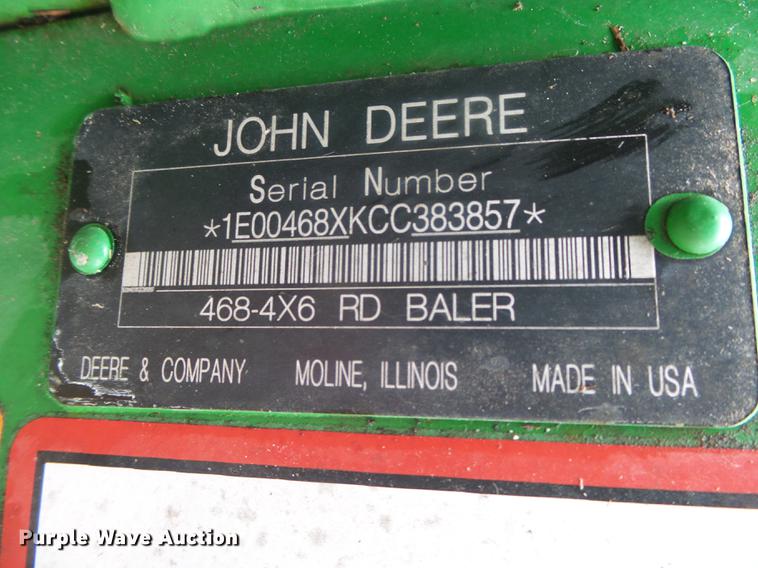 JOHN DEERE
Serial Number
*1E00468XKCC383857*
468-4X6 RD BALER
DEERE & COMPANY MOLINE, ILLINOIS MADE IN USA
Purple Wave Auction